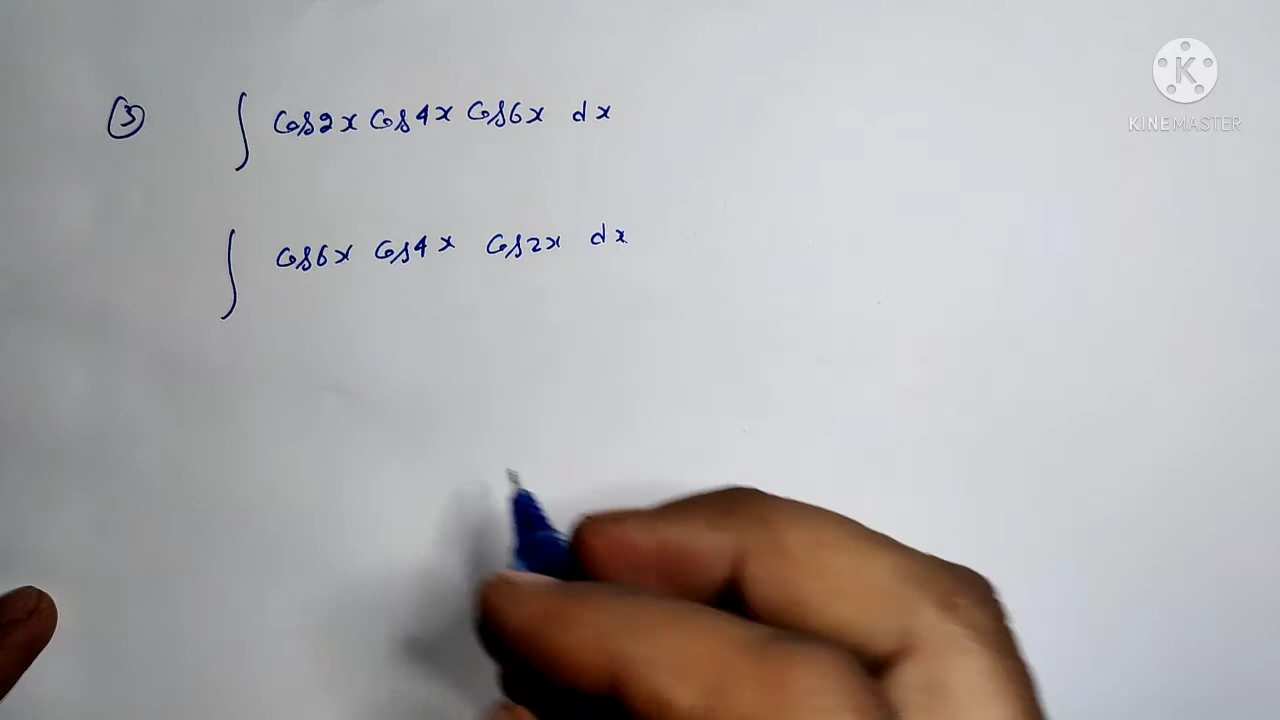 ③ ∫ Cos2x Cos4x Cos6x dx
∫ Cos6x Cos4x Cos2x dx
K
KINEMASTER